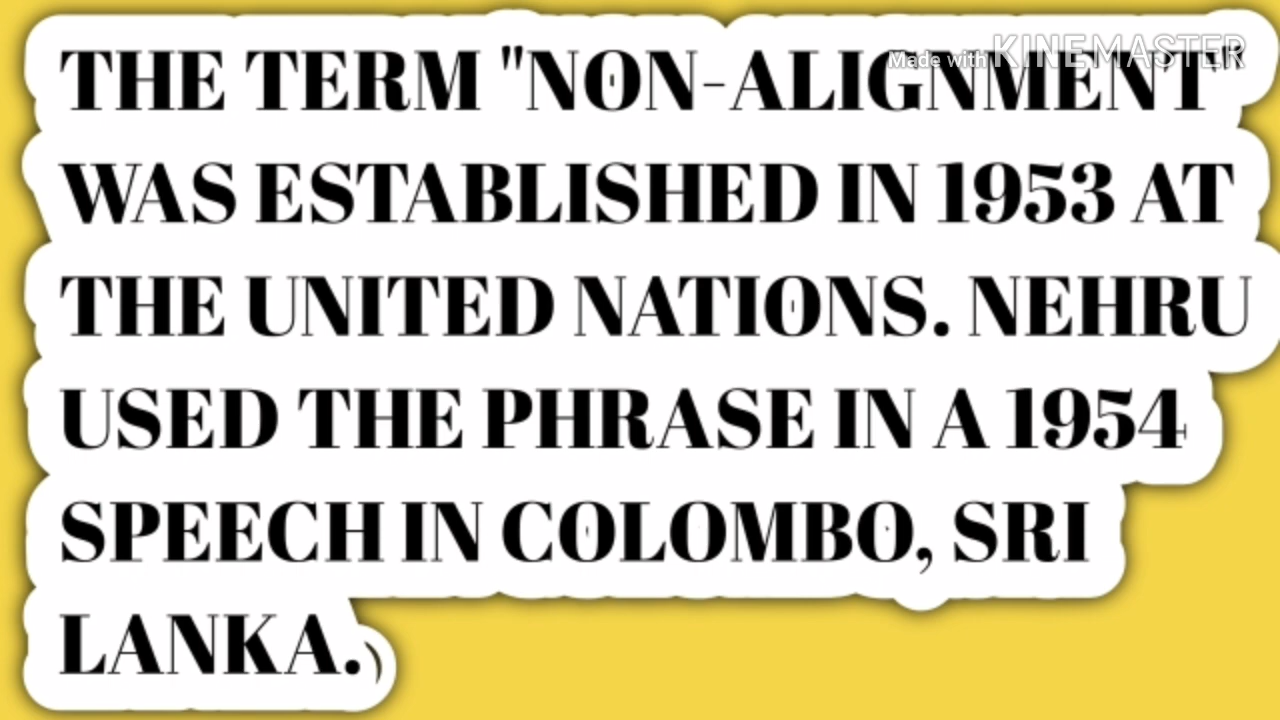 THE TERM "NON-ALIGNMENT"
Made with KINEMASTER
WAS ESTABLISHED IN 1953 AT
THE UNITED NATIONS. NEHRU
USED THE PHRASE IN A 1954
SPEECH IN COLOMBO, SRI
LANKA.)